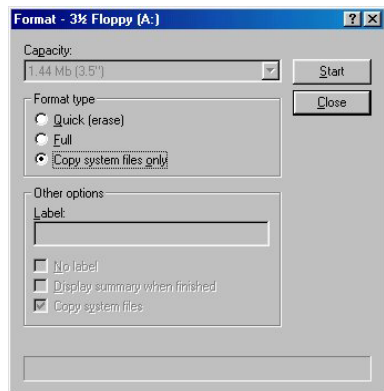 Format - 3½ Floppy (A:)
Capacity:
1.44 Mb (3.5")
Start
Format type
Close
Quick (erase)
Full
Copy system files only
Other options
Label:
No label
Display summary when finished
Copy system files